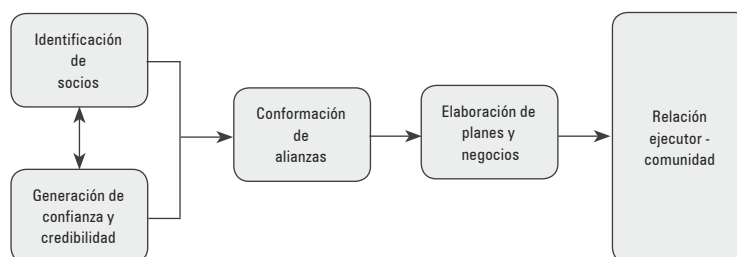 Identificación
de
socios
Generación de
confianza y
credibilidad
Conformación
de
alianzas
Elaboración de
planes y
negocios
Relación
ejecutor -
comunidad